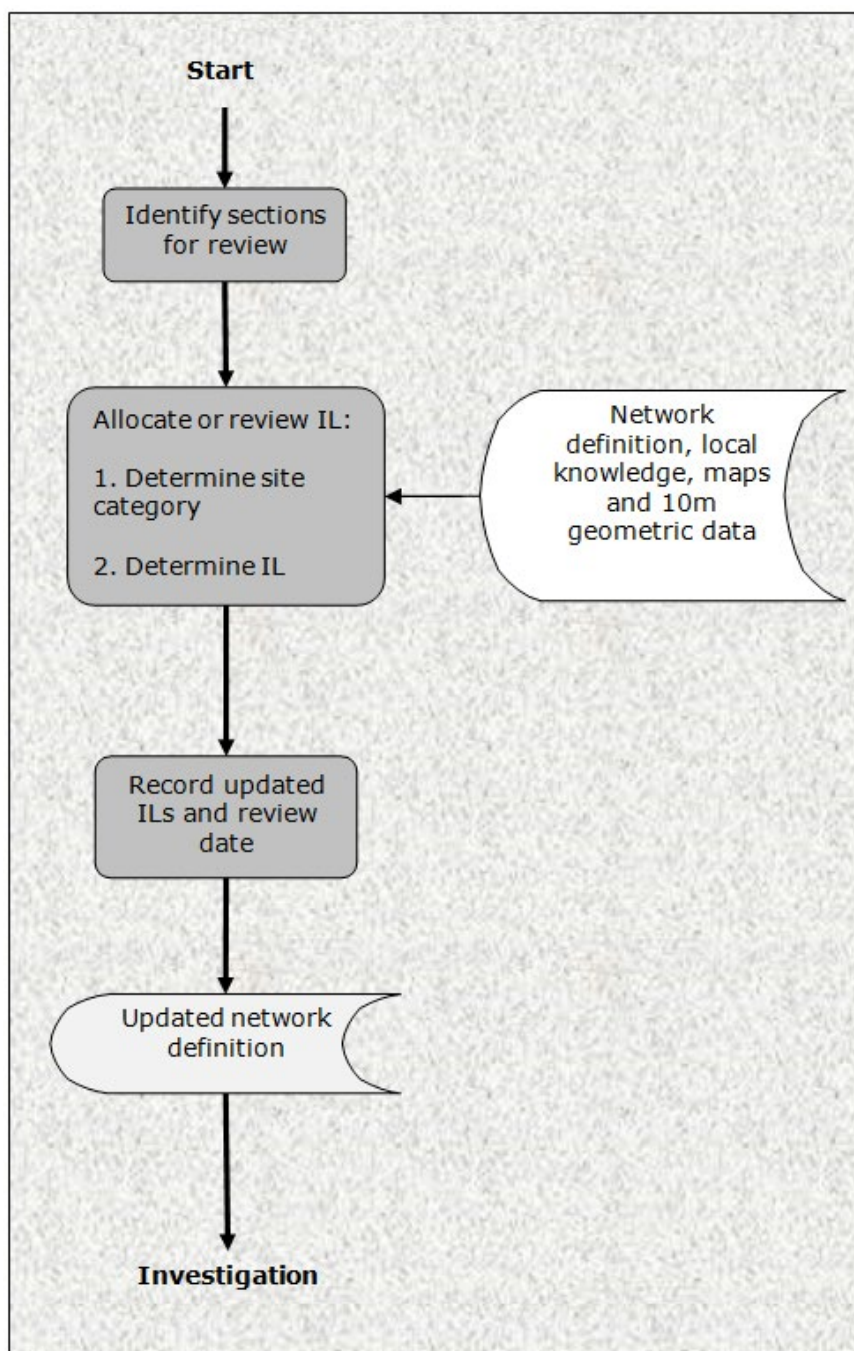 Start
Identify sections
for review
Allocate or review IL:
1. Determine site
category
2. Determine IL
Network
definition, local
knowledge, maps
and 10m
geometric data
Record updated
ILs and review
date
Updated network
definition
Investigation